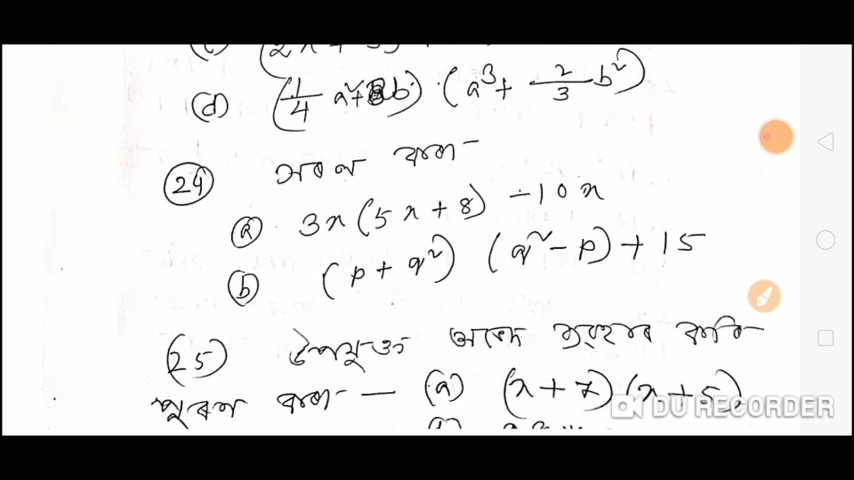 (d) (1/4 a²+3b) · (a³ + 2/3 b²)
(24) সৰল কৰা-
(a) 3x (5x + 8) - 10x
(b) (p + q²) (q² - p) + 15
(25) উপযুক্ত অভেদ ব্যৱহাৰ কৰি
পূৰণ কৰা — (a) (x + 7) (x + 5)
DU RECORDER